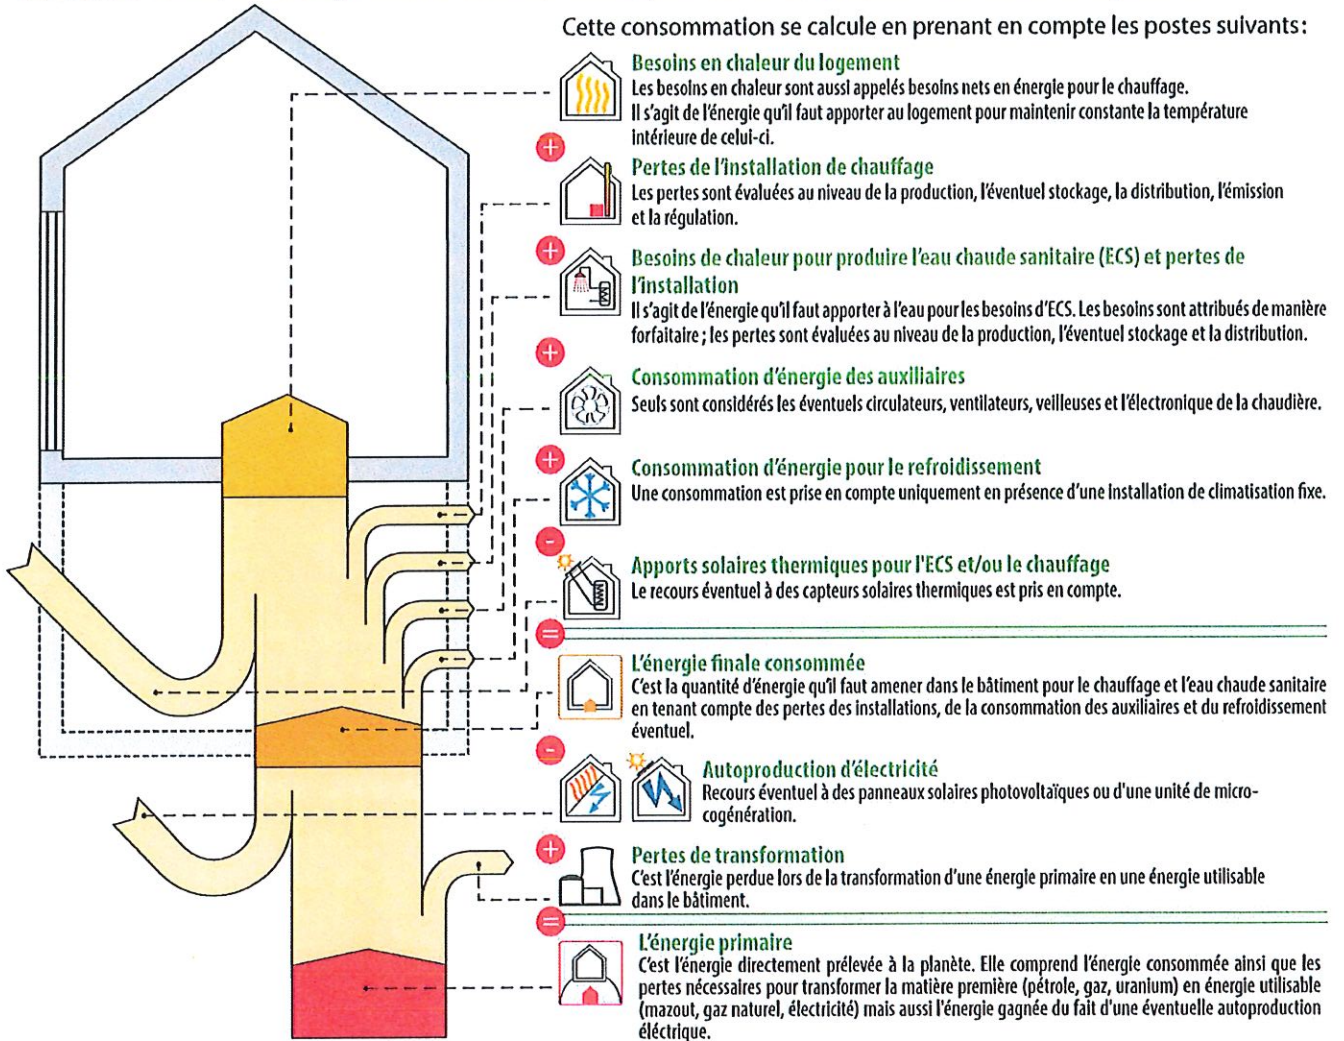 Cette consommation se calcule en prenant en compte les postes suivants:
Besoins en chaleur du logement
Les besoins en chaleur sont aussi appelés besoins nets en énergie pour le chauffage.
Il s'agit de l'énergie qu'il faut apporter au logement pour maintenir constante la température
intérieure de celui-ci.
+
Pertes de l'installation de chauffage
Les pertes sont évaluées au niveau de la production, l'éventuel stockage, la distribution, l'émission
et la régulation.
+
Besoins de chaleur pour produire l'eau chaude sanitaire (ECS) et pertes de
l'installation
Il s'agit de l'énergie qu'il faut apporter à l'eau pour les besoins d'ECS. Les besoins sont attribués de manière
forfaitaire ; les pertes sont évaluées au niveau de la production, l'éventuel stockage et la distribution.
+
Consommation d'énergie des auxiliaires
Seuls sont considérés les éventuels circulateurs, ventilateurs, veilleuses et l'électronique de la chaudière.
+
Consommation d'énergie pour le refroidissement
Une consommation est prise en compte uniquement en présence d'une installation de climatisation fixe.
-
Apports solaires thermiques pour l'ECS et/ou le chauffage
Le recours éventuel à des capteurs solaires thermiques est pris en compte.
=
L'énergie finale consommée
C'est la quantité d'énergie qu'il faut amener dans le bâtiment pour le chauffage et l'eau chaude sanitaire
en tenant compte des pertes des installations, de la consommation des auxiliaires et du refroidissement
éventuel.
-
Autoproduction d'électricité
Recours éventuel à des panneaux solaires photovoltaïques ou d'une unité de micro-
cogénération.
+
Pertes de transformation
C'est l'énergie perdue lors de la transformation d'une énergie primaire en une énergie utilisable
dans le bâtiment.
=
L'énergie primaire
C'est l'énergie directement prélevée à la planète. Elle comprend l'énergie consommée ainsi que les
pertes nécessaires pour transformer la matière première (pétrole, gaz, uranium) en énergie utilisable
(mazout, gaz naturel, électricité) mais aussi l'énergie gagnée du fait d'une éventuelle autoproduction
éléctrique.